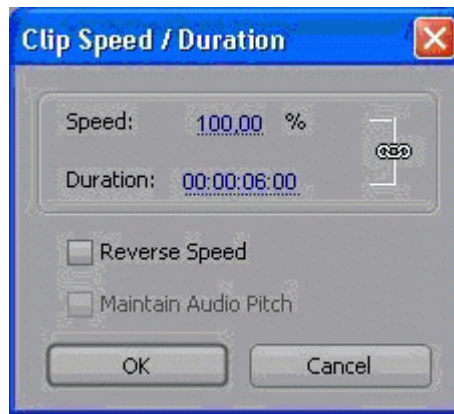 Clip Speed / Duration
Speed: 100,00 %
Duration: 00:00:06:00
Reverse Speed
Maintain Audio Pitch
OK Cancel